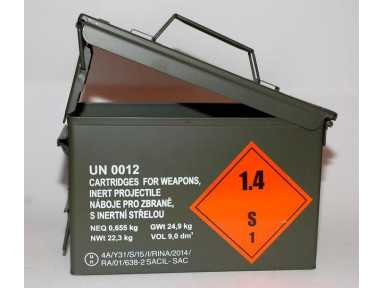 UN 0012
CARTRIDGES FOR WEAPONS,
INERT PROJECTILE
NÁBOJE PRO ZBRANĚ,
S INERTNÍ STŘELOU
NEQ 0,655 kg GWt 24,9 kg
NWt 22,3 kg VOL 9,0 dm³
un 4A/Y31/S/15/I/RINA/2014/
RA/01/638-2 SACIL- SAC
1.4
S
1